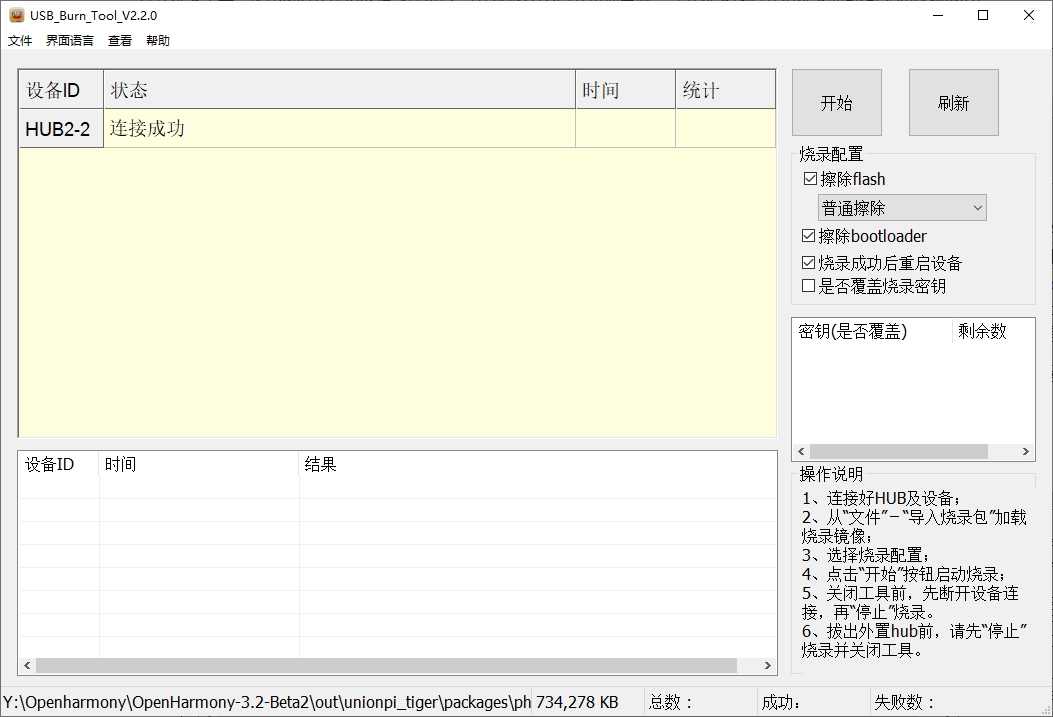 USB_Burn_Tool_V2.2.0
文件 界面语言 查看 帮助
设备ID 状态 时间 统计
HUB2-2 连接成功
开始 刷新
烧录配置
擦除flash
普通擦除
擦除bootloader
烧录成功后重启设备
是否覆盖烧录密钥
密钥(是否覆盖) 剩余数
设备ID 时间 结果
操作说明
1、连接好HUB及设备；
2、从“文件”－“导入烧录包”加载
烧录镜像；
3、选择烧录配置；
4、点击“开始”按钮启动烧录；
5、关闭工具前，先断开设备连
接，再“停止”烧录。
6、拔出外置hub前，请先“停止”
烧录并关闭工具。
Y:\Openharmony\OpenHarmony-3.2-Beta2\out\unionpi_tiger\packages\ph 734,278 KB 总数： 成功： 失败数：